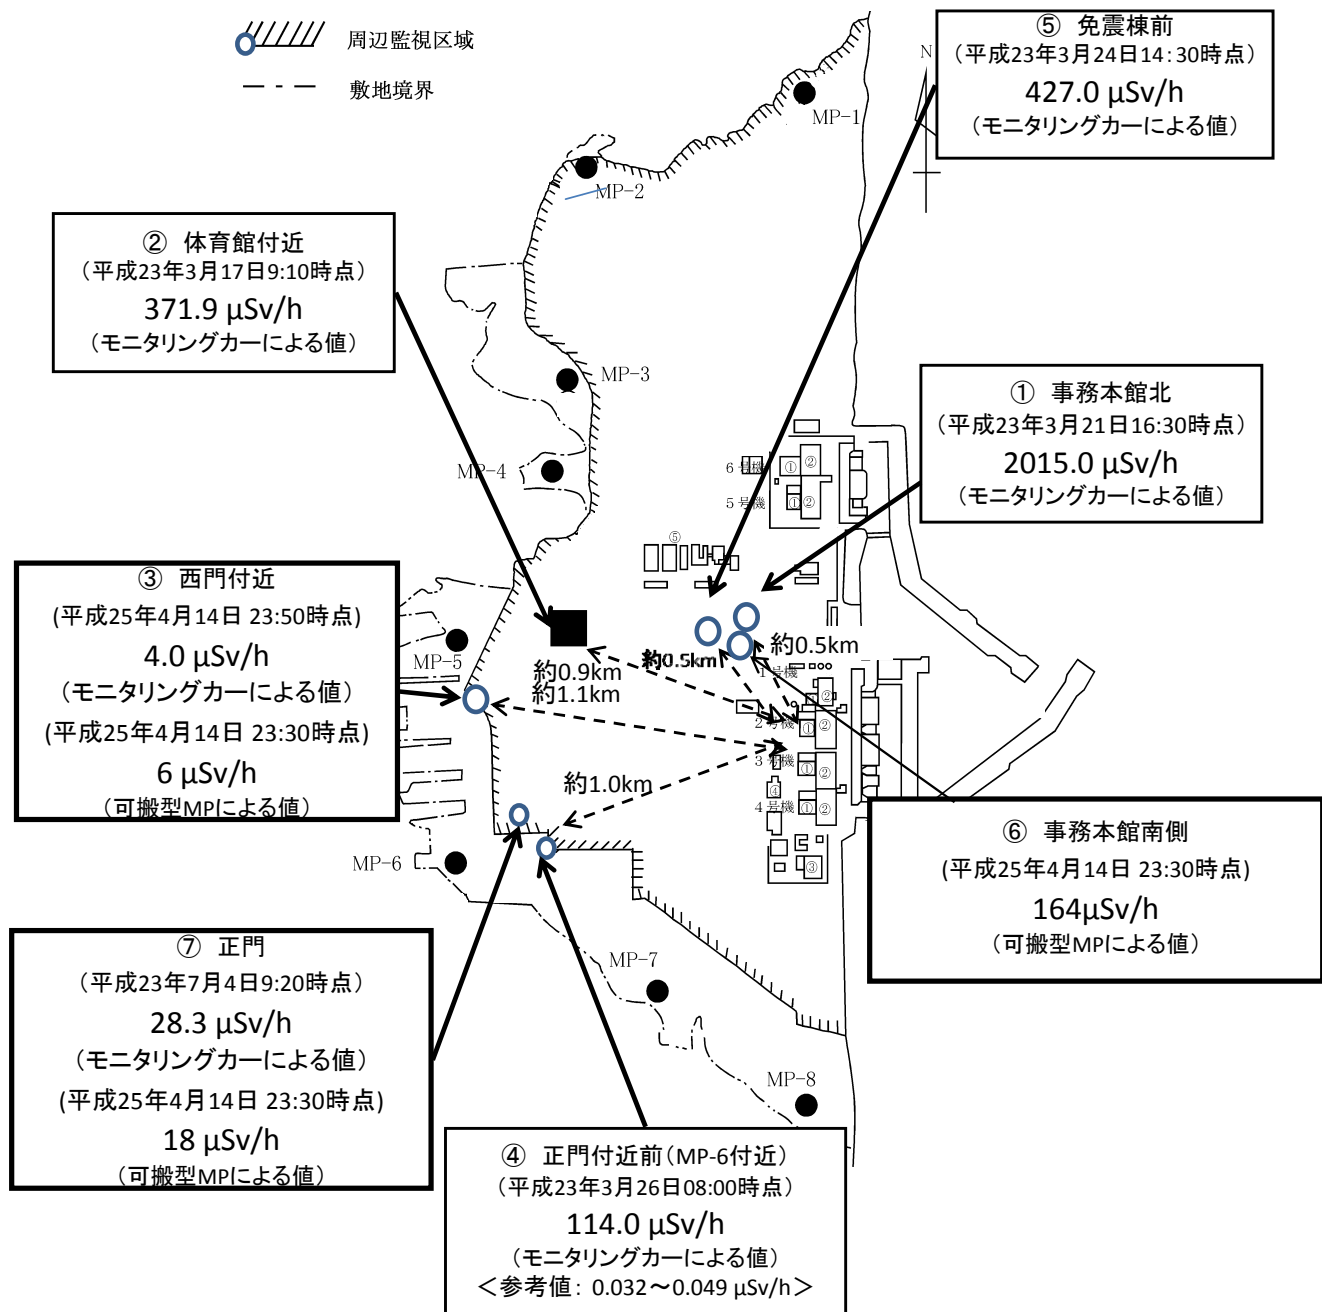 周辺監視区域
敷地境界
⑤ 免震棟前
(平成23年3月24日14:30時点)
427.0 μSv/h
(モニタリングカーによる値)
N
MP-1
MP-2
② 体育館付近
(平成23年3月17日9:10時点)
371.9 μSv/h
(モニタリングカーによる値)
MP-3
① 事務本館北
(平成23年3月21日16:30時点)
2015.0 μSv/h
(モニタリングカーによる値)
MP-4
6号機
① ②
5号機
① ②
⑤
③ 西門付近
(平成25年4月14日 23:50時点)
4.0 μSv/h
(モニタリングカーによる値)
(平成25年4月14日 23:30時点)
6 μSv/h
(可搬型MPによる値)
MP-5
約0.9km
約1.1km
約0.5km
約0.5km
1号機
②
2号機
① ②
3号機
① ②
約1.0km
④
4号機
① ②
③
MP-6
⑥ 事務本館南側
(平成25年4月14日 23:30時点)
164μSv/h
(可搬型MPによる値)
⑦ 正門
(平成23年7月4日9:20時点)
28.3 μSv/h
(モニタリングカーによる値)
(平成25年4月14日 23:30時点)
18 μSv/h
(可搬型MPによる値)
MP-7
MP-8
④ 正門付近前(MP-6付近)
(平成23年3月26日08:00時点)
114.0 μSv/h
(モニタリングカーによる値)
<参考値: 0.032~0.049 μSv/h>